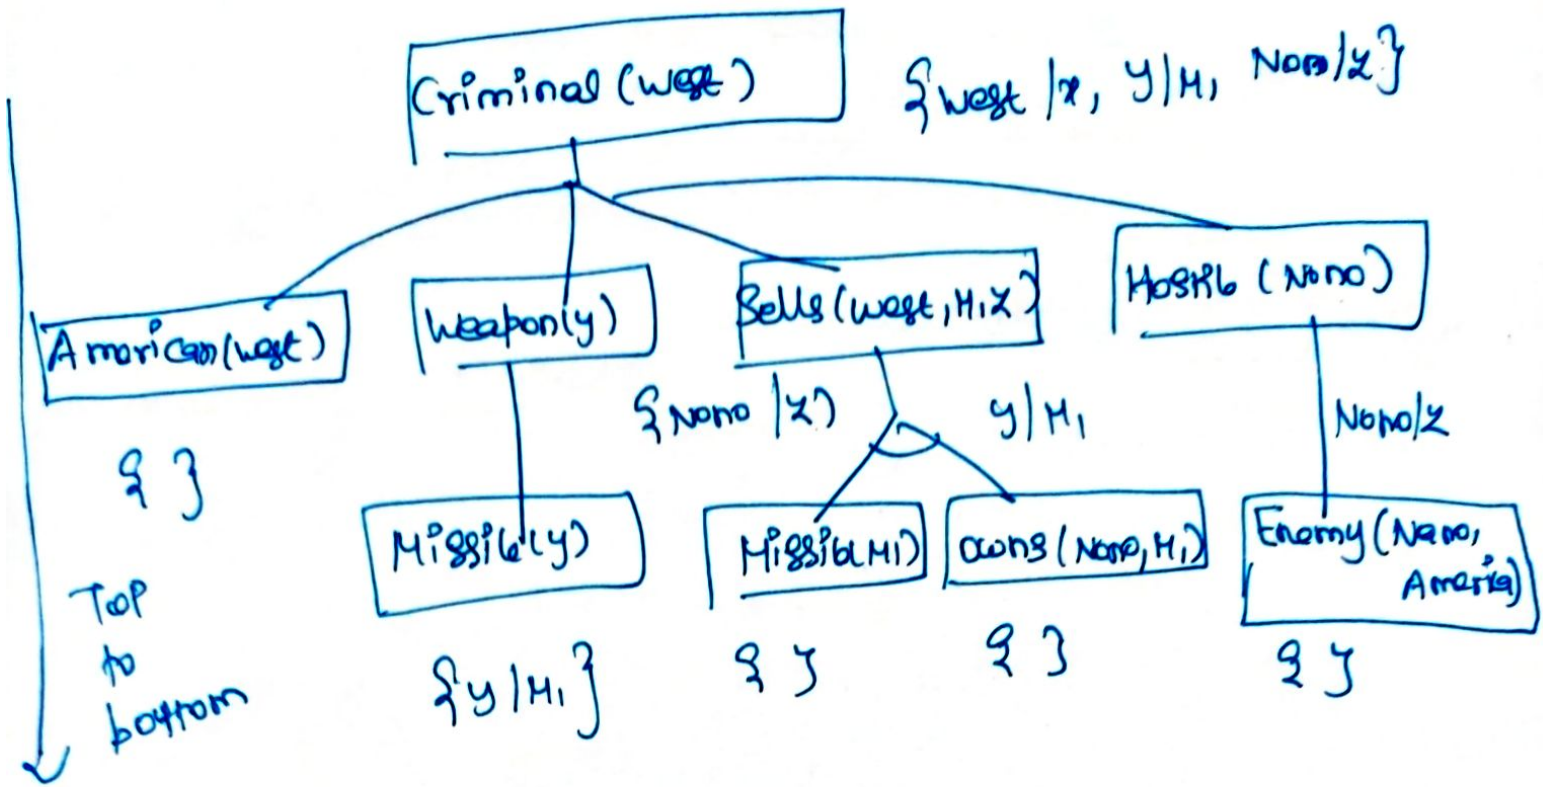 Criminal (West)
{West /x, y/M1, Nono/z}
American (West)
Weapon(y)
Sells (West, M1, z)
Hostile (Nono)
{ }
{Nono /z}
y/M1
Nono/z
Missile(y)
Missile(M1)
Owns (Nono, M1)
Enemy (Nano,
America)
{y/M1}
{ }
{ }
{ }
Top
to
bottom